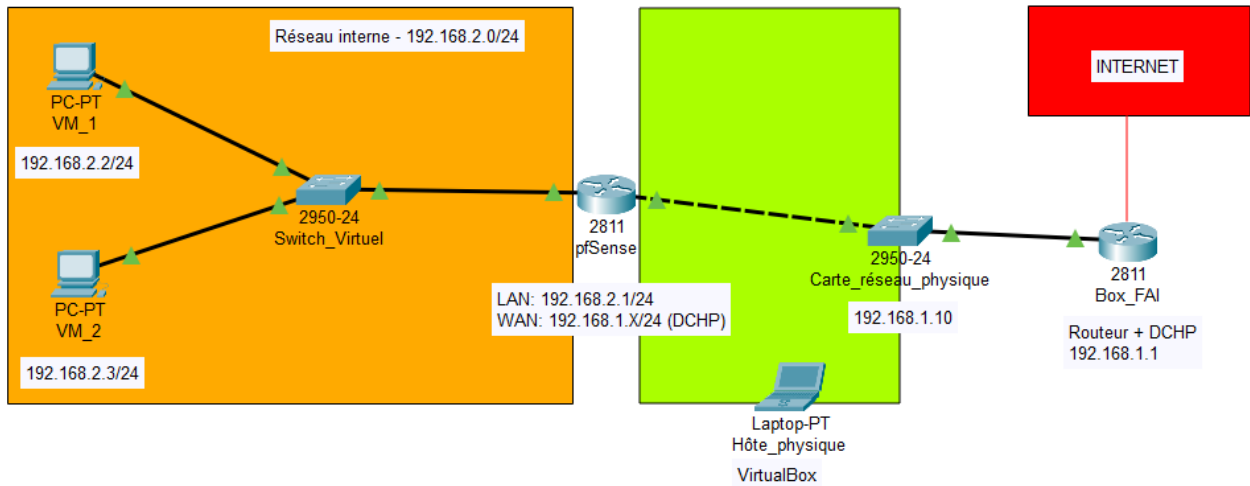 Réseau interne - 192.168.2.0/24
INTERNET
PC-PT
VM_1
192.168.2.2/24
2950-24
Switch_Virtuel
2811
pfSense
2950-24
Carte_réseau_physique
2811
Box_FAI
PC-PT
VM_2
LAN: 192.168.2.1/24
WAN: 192.168.1.X/24 (DCHP)
192.168.1.10
Routeur + DCHP
192.168.1.1
192.168.2.3/24
Laptop-PT
Hôte_physique
VirtualBox